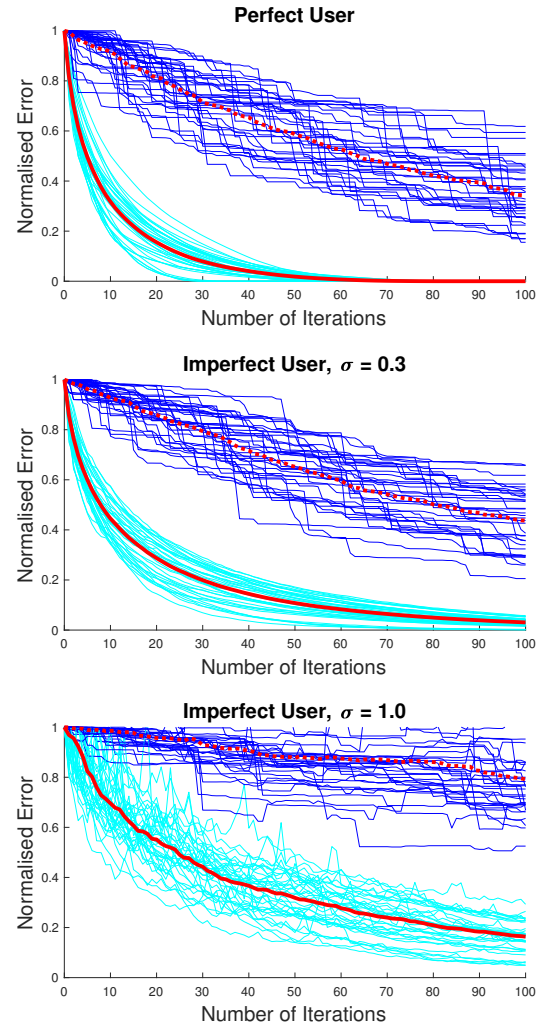 Perfect User
Normalised Error
1
0.8
0.6
0.4
0.2
0
0 10 20 30 40 50 60 70 80 90 100
Number of Iterations
Imperfect User, σ = 0.3
Normalised Error
1
0.8
0.6
0.4
0.2
0
0 10 20 30 40 50 60 70 80 90 100
Number of Iterations
Imperfect User, σ = 1.0
Normalised Error
1
0.8
0.6
0.4
0.2
0
0 10 20 30 40 50 60 70 80 90 100
Number of Iterations